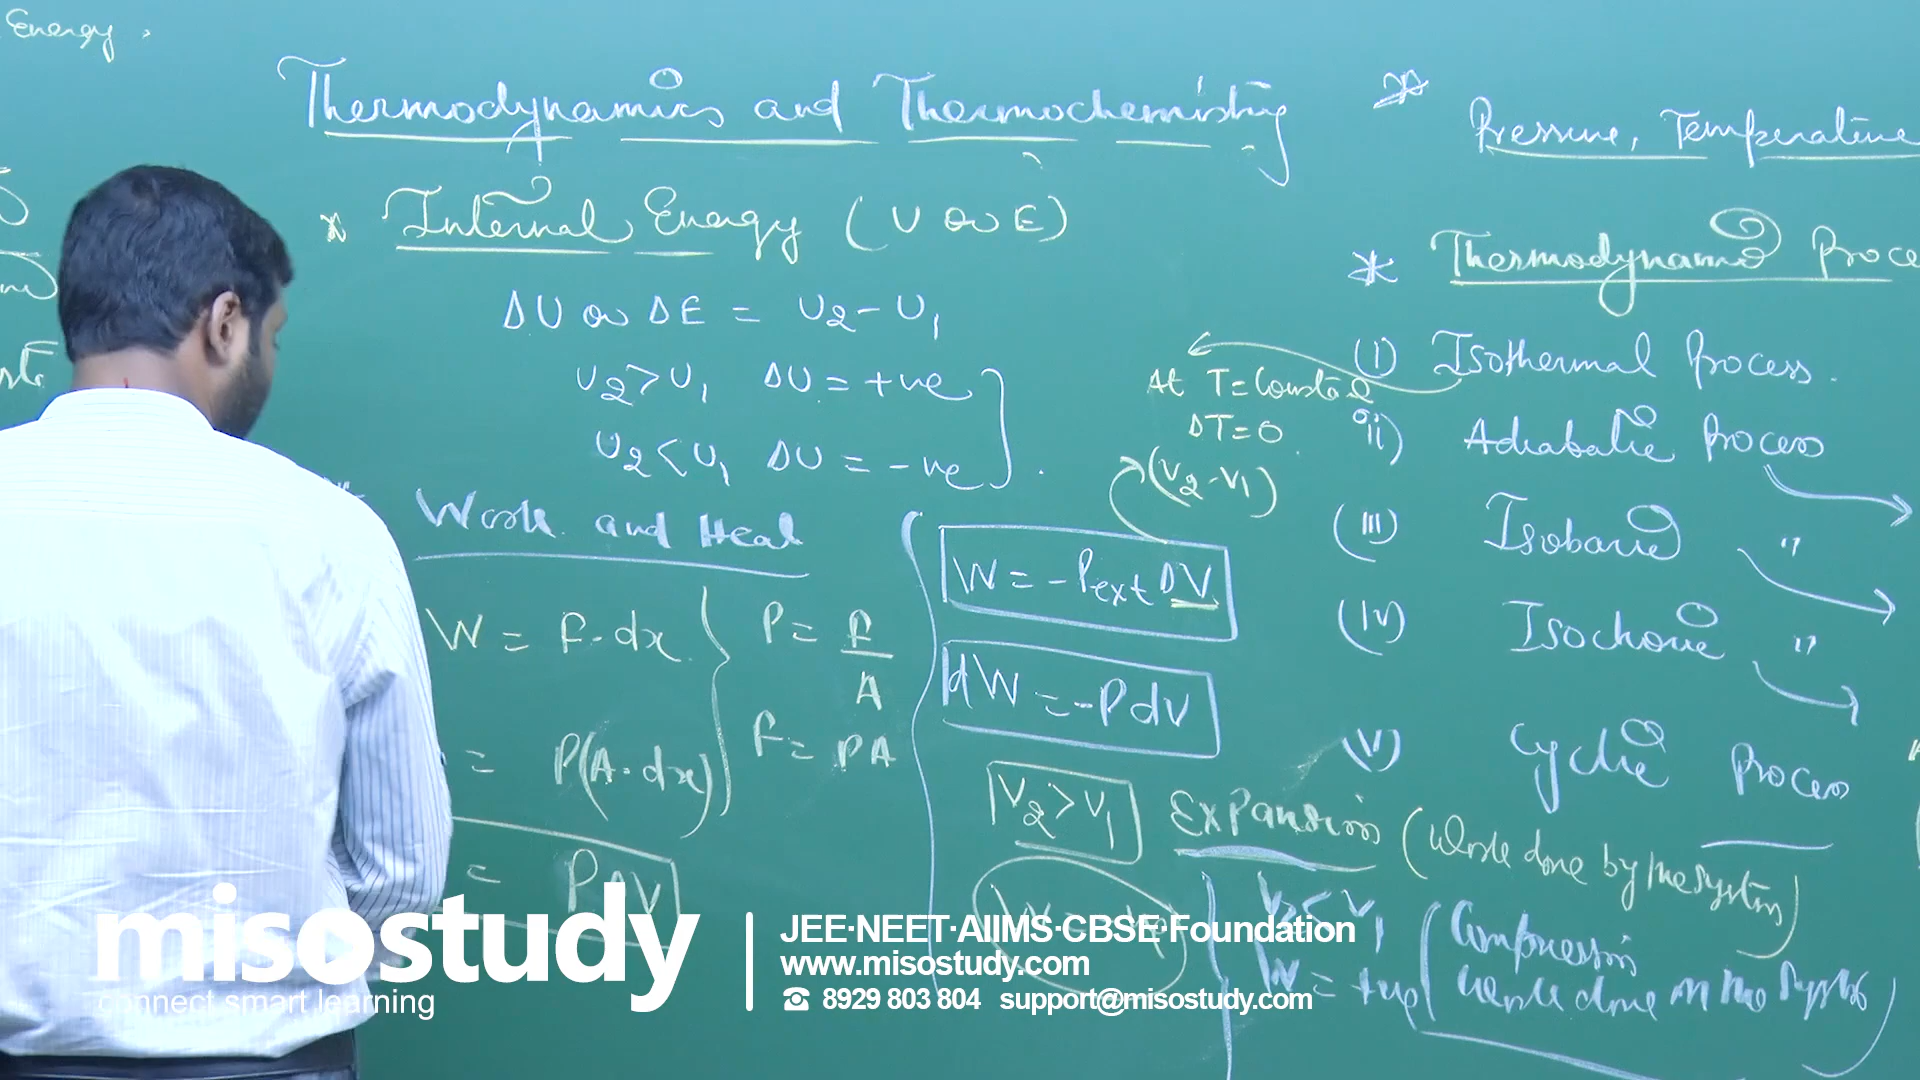 Energy.
Thermodynamics and Thermochemistry
* Internal Energy (U or E)
ΔU or ΔE = U2 - U1
U2 > U1 ΔU = +ve
U2 < U1 ΔU = -ve
Work and Heat
W = F.dx
= P(A.dx)
= PΔV
P = F/A
F = PA
(V2-V1)
W = -Pext ΔV
dW = -PdV
V2 > V1 Expansion (Work done by the system)
V2 < V1 (Compression
W = +ve Work done on the system
* Pressure, Temperature
* Thermodynamic Proce
(i) Isothermal Process.
At T = Constant
ΔT = 0
ii) Adiabatic Process
(iii) Isobaric "
(iv) Isochoric "
(v) Cyclic Process
misostudy
connect smart learning
JEE·NEET·AIIMS·CBSE·Foundation
www.misostudy.com
☎ 8929 803 804 support@misostudy.com